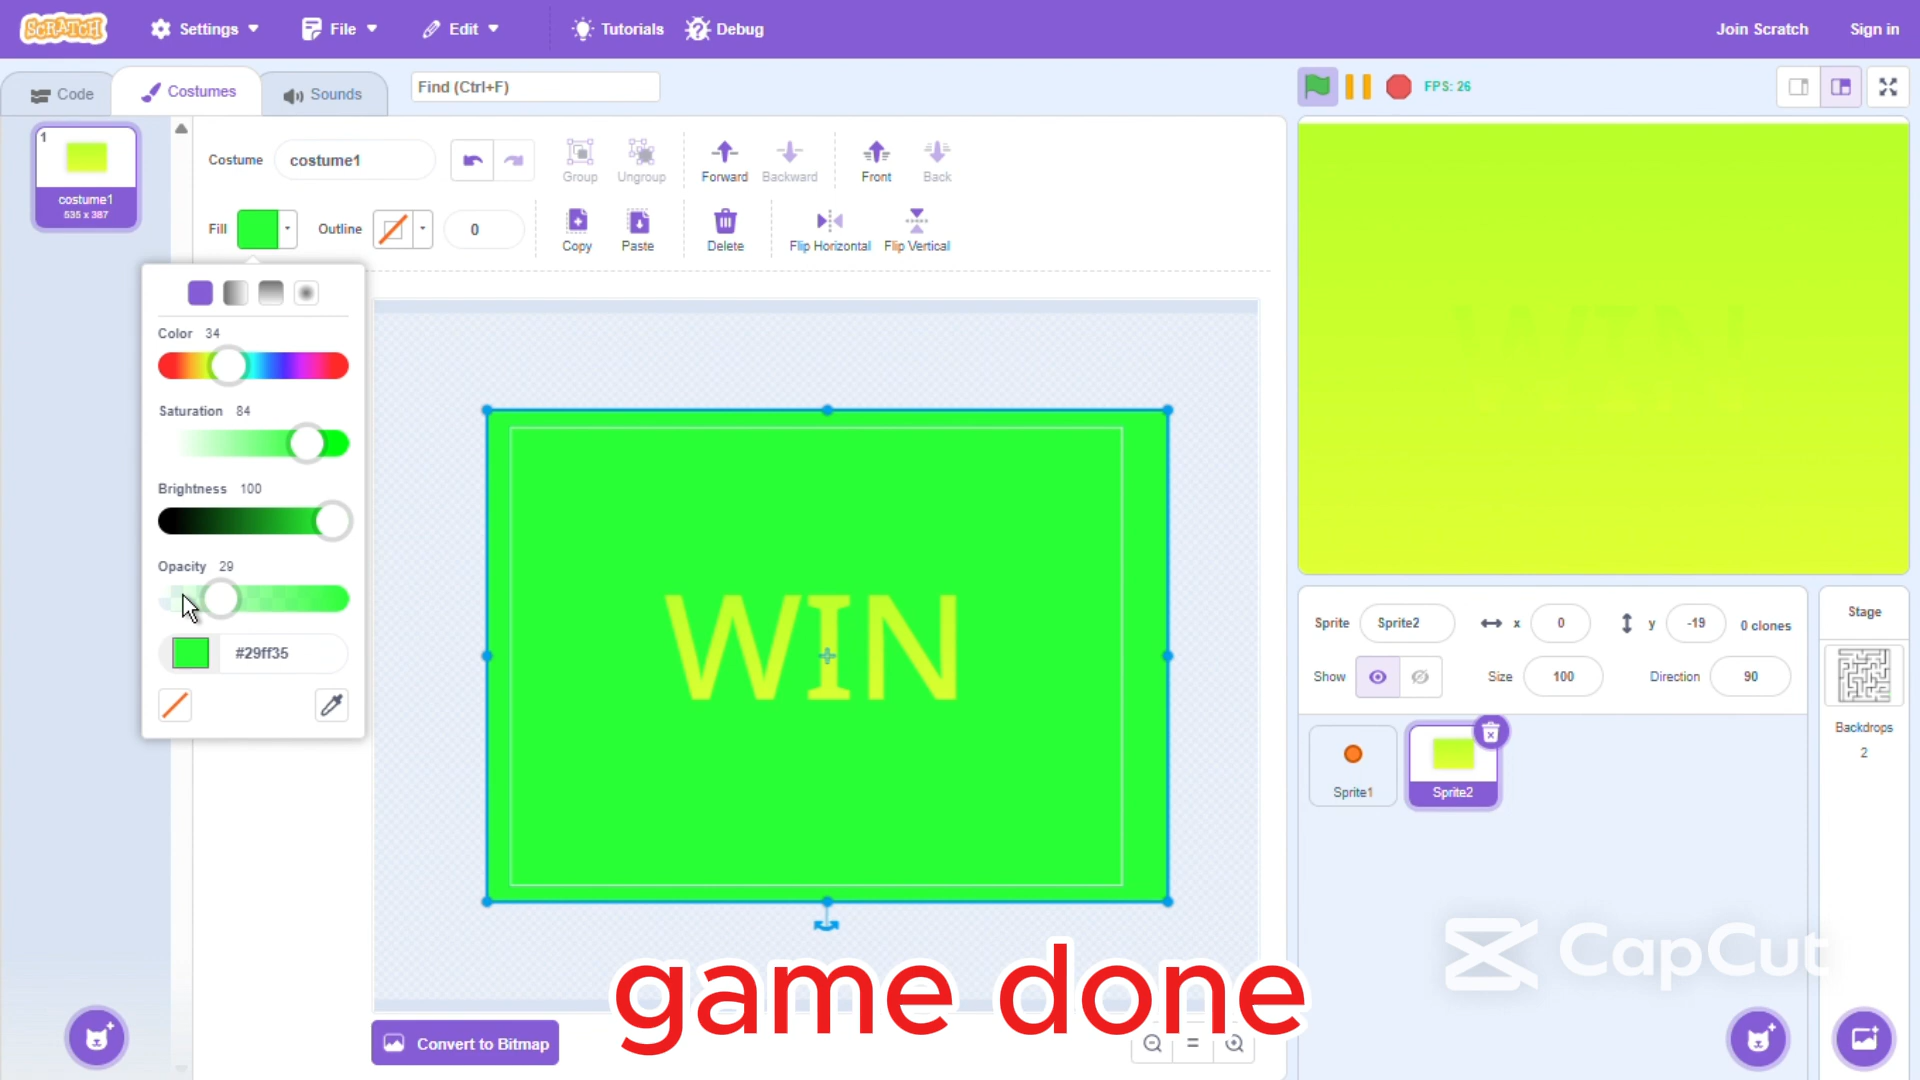 SCRATCH
Settings
File
Edit
Tutorials
Debug
Join Scratch
Sign in
Code
Costumes
Sounds
Find (Ctrl+F)
FPS: 26
1
costume1
535 x 387
Costume
costume1
Group
Ungroup
Forward
Backward
Front
Back
Fill
Outline
0
Copy
Paste
Delete
Flip Horizontal
Flip Vertical
Color 34
Saturation 84
Brightness 100
Opacity 29
#29ff35
WIN
WIN
Sprite
Sprite2
x
0
y
-19
0 clones
Show
Size
100
Direction
90
Sprite1
Sprite2
Stage
Backdrops
2
CapCut
game done
Convert to Bitmap